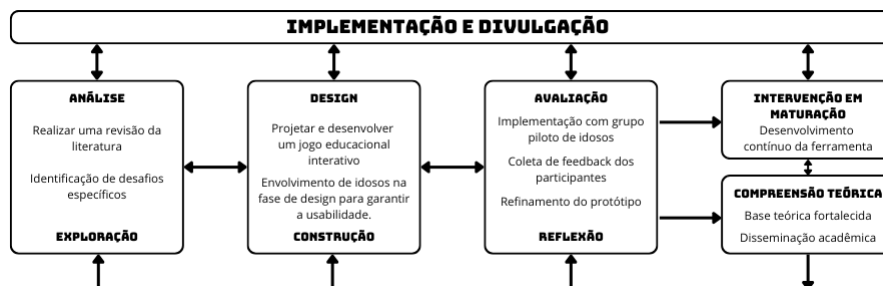 IMPLEMENTAÇÃO E DIVULGAÇÃO
ANÁLISE
Realizar uma revisão da
literatura
Identificação de desafios
específicos
EXPLORAÇÃO
DESIGN
Projetar e desenvolver
um jogo educacional
interativo
Envolvimento de idosos na
fase de design para garantir
a usabilidade.
CONSTRUÇÃO
AVALIAÇÃO
Implementação com grupo
piloto de idosos
Coleta de feedback dos
participantes
Refinamento do protótipo
REFLEXÃO
INTERVENÇÃO EM
MATURAÇÃO
Desenvolvimento
contínuo da ferramenta
COMPREENSÃO TEÓRICA
Base teórica fortalecida
Disseminação acadêmica